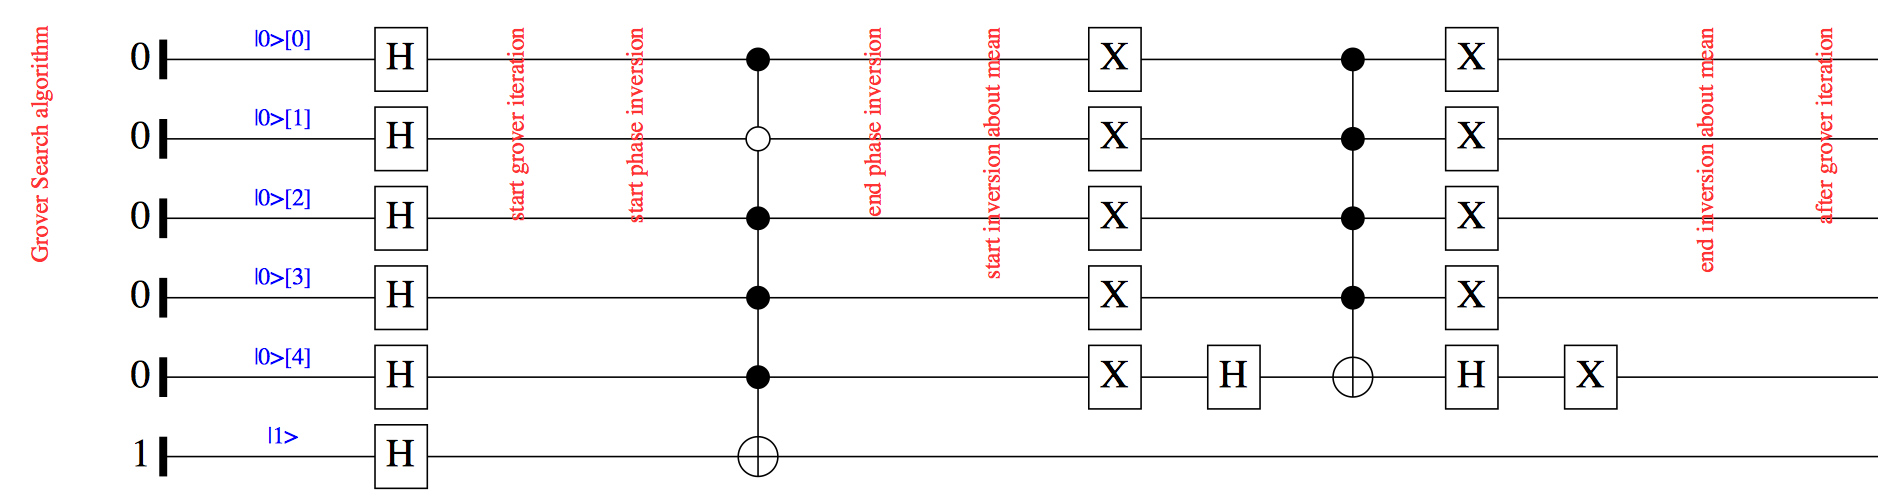 Grover Search algorithm
0 |0>[0] H start grover iteration start phase inversion end phase inversion start inversion about mean X X end inversion about mean after grover iteration
0 |0>[1] H X X
0 |0>[2] H X X
0 |0>[3] H X X
0 |0>[4] H X H H X
1 |1> H